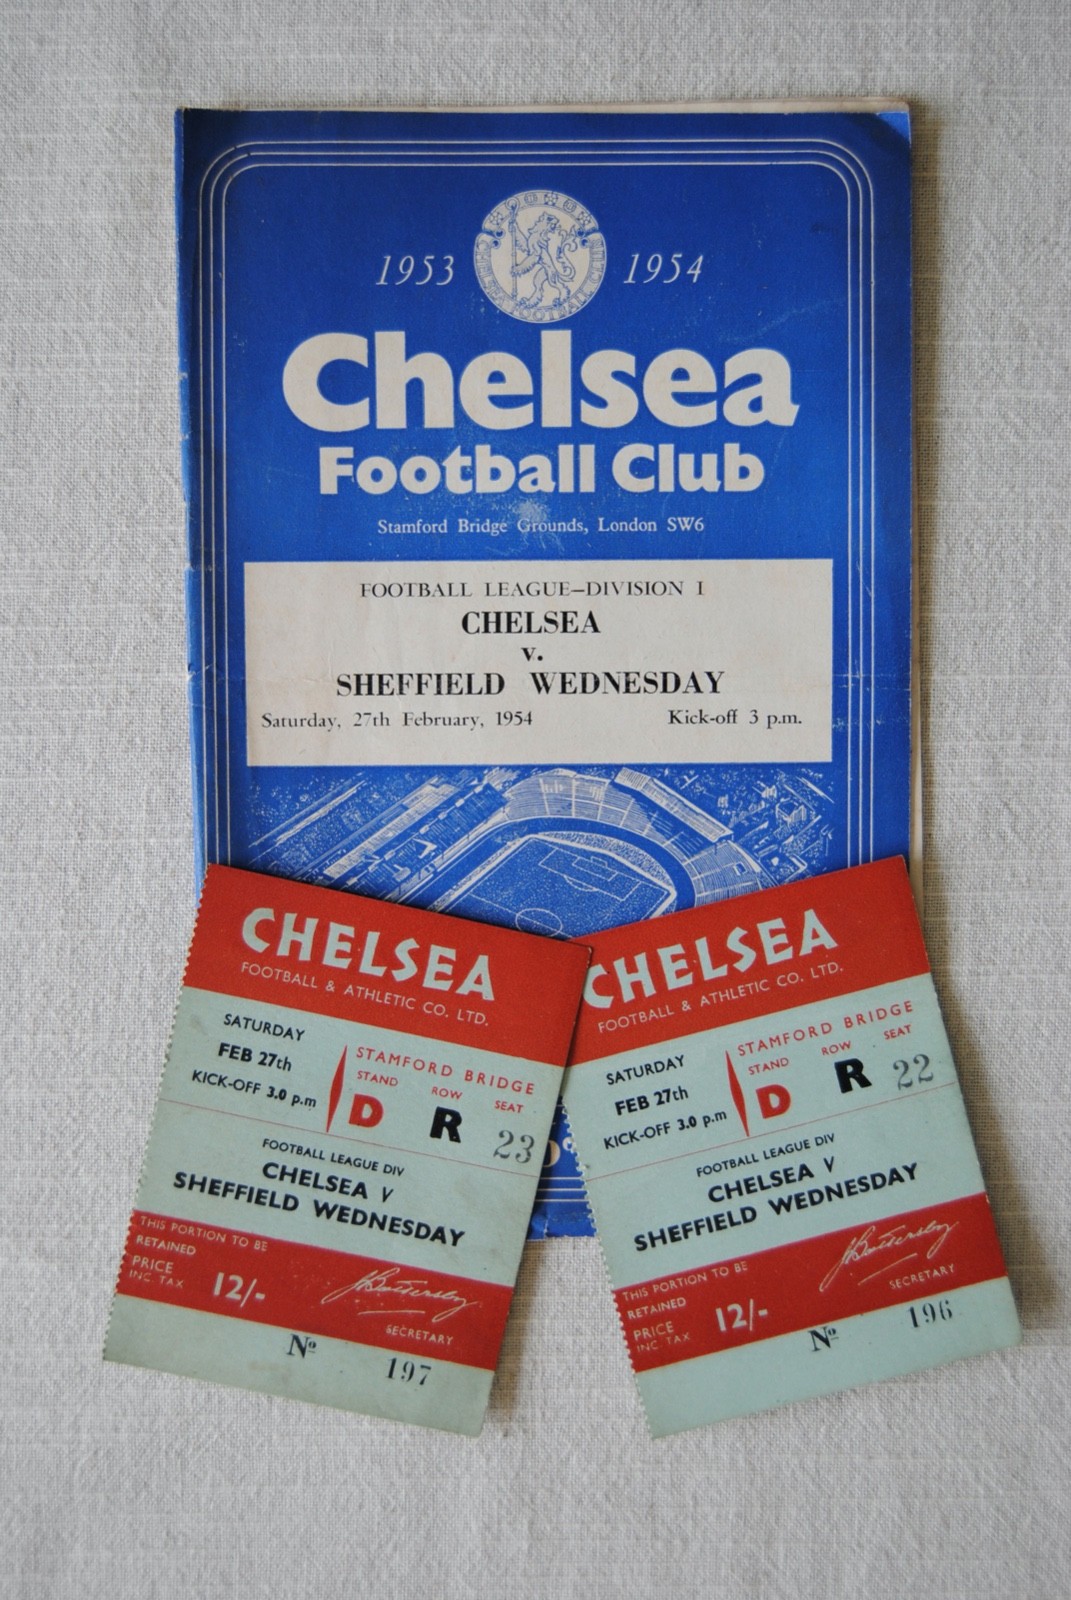 1953 1954
CHELSEA FOOTBALL CLUB
Chelsea
Football Club
Stamford Bridge Grounds, London SW6
FOOTBALL LEAGUE—DIVISION I
CHELSEA
v.
SHEFFIELD WEDNESDAY
Saturday, 27th February, 1954 Kick-off 3 p.m.
CHELSEA
FOOTBALL & ATHLETIC CO. LTD.
SATURDAY
FEB 27th
KICK-OFF 3.0 p.m
STAMFORD BRIDGE
STAND ROW SEAT
D R 23
FOOTBALL LEAGUE DIV
CHELSEA V
SHEFFIELD WEDNESDAY
THIS PORTION TO BE
RETAINED
PRICE
INC. TAX
12/-
JBattersby
SECRETARY
Nº 197
CHELSEA
FOOTBALL & ATHLETIC CO. LTD.
SATURDAY
FEB 27th
KICK-OFF 3.0 p.m
STAMFORD BRIDGE
STAND ROW SEAT
D R 22
FOOTBALL LEAGUE DIV
CHELSEA V
SHEFFIELD WEDNESDAY
THIS PORTION TO BE
RETAINED
PRICE
INC. TAX
12/-
JBattersby
SECRETARY
Nº 196